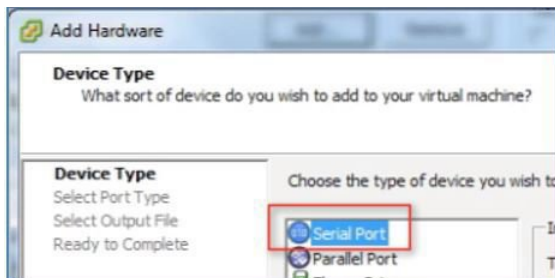 Add Hardware
Device Type
What sort of device do you wish to add to your virtual machine?
Device Type
Select Port Type
Select Output File
Ready to Complete
Choose the type of device you wish to
Serial Port
Parallel Port